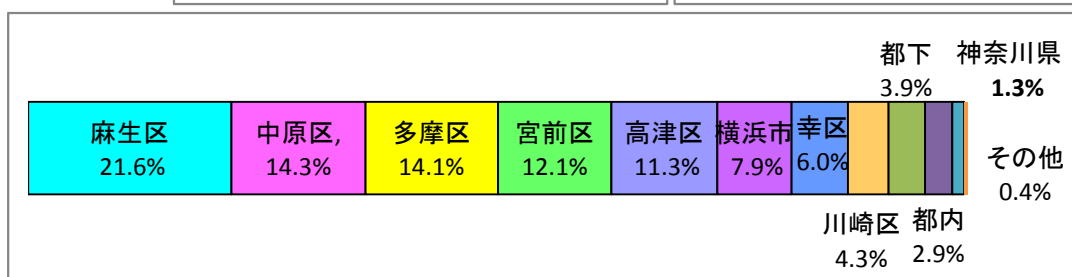 都下 神奈川県
3.9% 1.3%
麻生区 中原区, 多摩区 宮前区 高津区 横浜市 幸区
21.6% 14.3% 14.1% 12.1% 11.3% 7.9% 6.0%
その他
0.4%
川崎区 都内
4.3% 2.9%